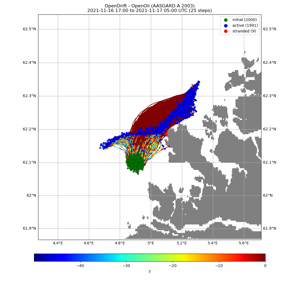 OpenDrift - OpenOil (AASGARD A 2003)
2021-11-16 17:00 to 2021-11-17 05:00 UTC (25 steps)
initial (2000)
active (1991)
stranded (9)
62.5°N 62.5°N
62.4°N 62.4°N
62.3°N 62.3°N
62.2°N 62.2°N
62.1°N 62.1°N
62°N 62°N
61.9°N 61.9°N
4.4°E 4.6°E 4.8°E 5°E 5.2°E 5.4°E 5.6°E
−40 −30 −20 −10 0
z